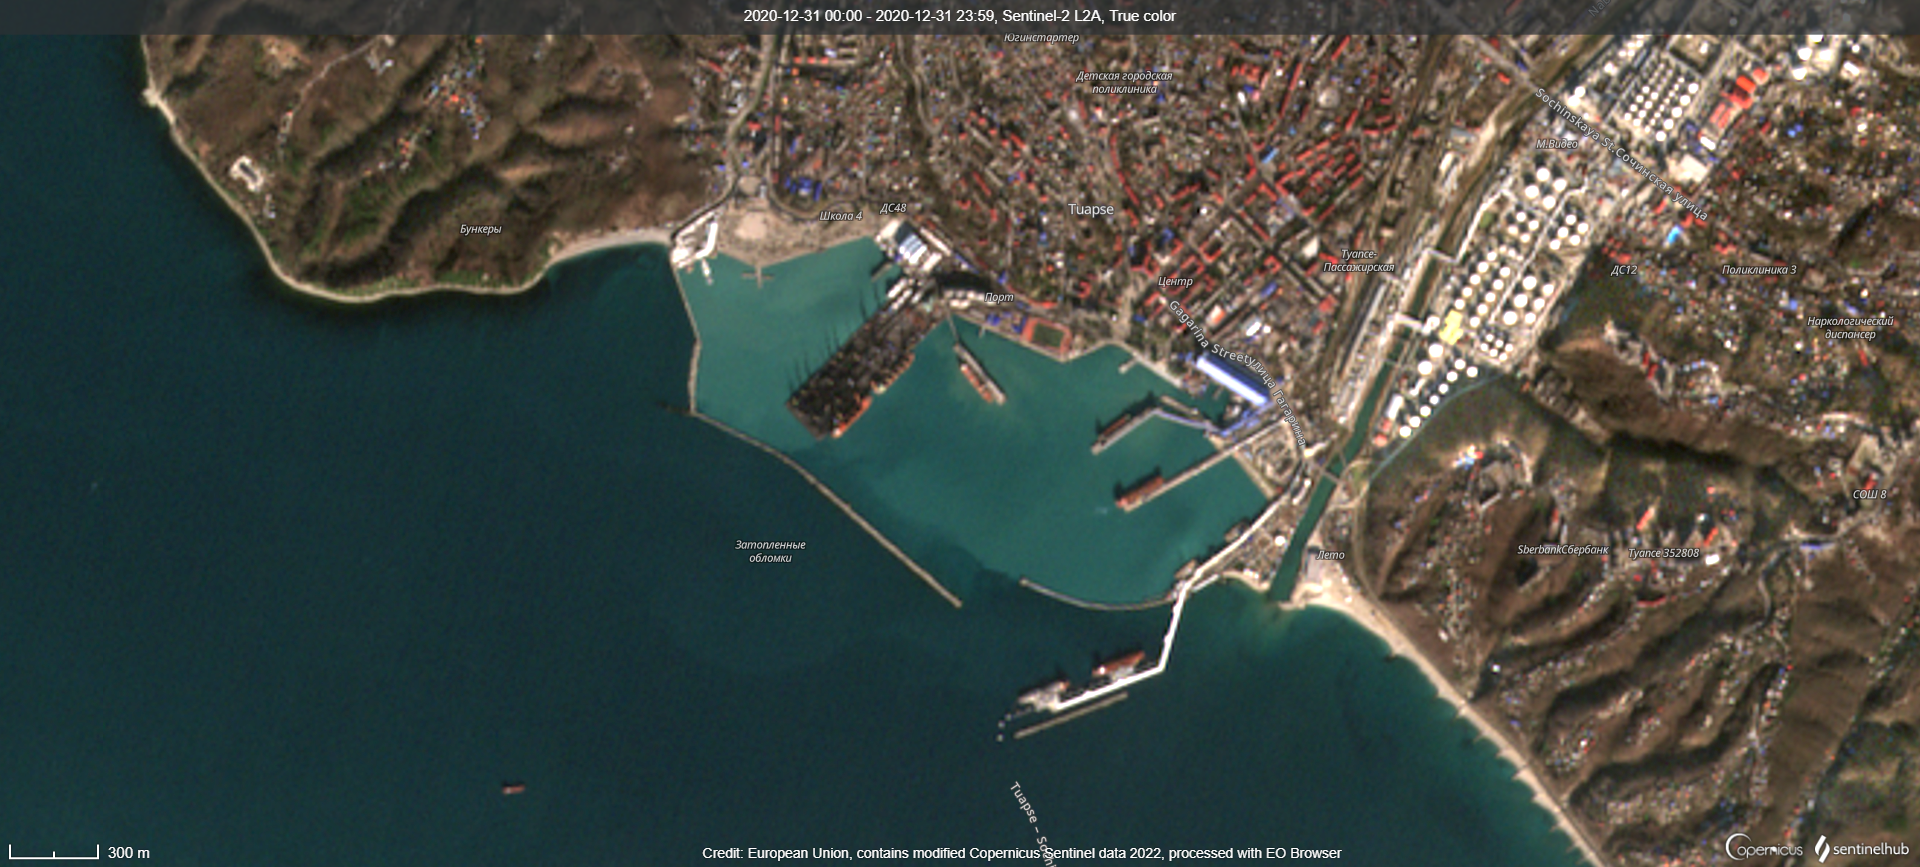 2020-12-31 00:00 - 2020-12-31 23:59, Sentinel-2 L2A, True color
Югинстартер
Детская городская
поликлиника
Sochinskaya St.Сочинская улица
М.Видео
ДС48
Школа 4
Tuapse
Бункеры
Туапсе-
Пассажирская
ДС12
Поликлиника 3
Центр
Порт
Gagarina Streetулица Гагарина
Наркологический
диспансер
СОШ 8
Затопленные
обломки
Лето
SberbankСбербанк
Tyance 352808
Tuapse – Sochi
300 m
Credit: European Union, contains modified Copernicus Sentinel data 2022, processed with EO Browser
Copernicus
sentinelhub